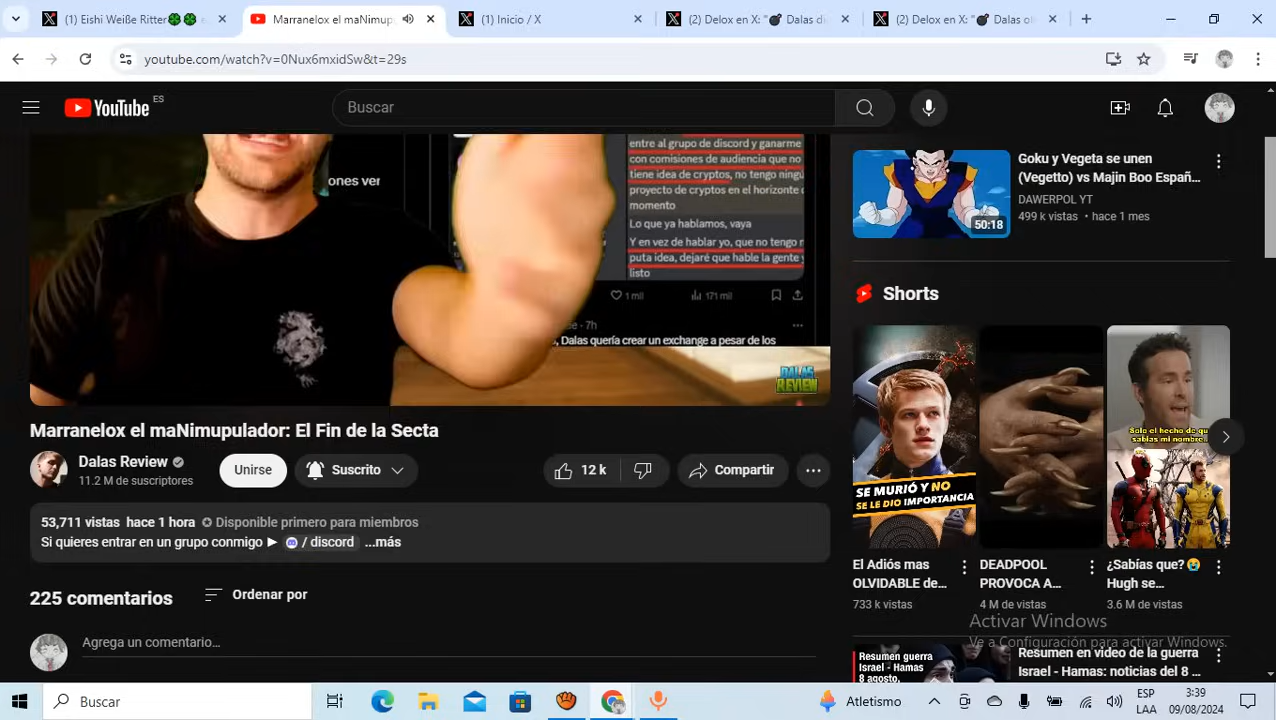 (1) Eishi Weiße Ritter🍀🍀 e
Marranelox el maNimup
(1) Inicio / X
(2) Delox en X: "💣 Dalas d
(2) Delox en X: "💣 Dalas o
youtube.com/watch?v=0Nux6mxidSw&t=29s
YouTube ES
Buscar
ones ver
entre al grupo de discord y ganarme
con comisiones de audiencia que no
tiene idea de cryptos, no tengo ningu
proyecto de cryptos en el horizonte
momento
Lo que ya hablamos, vaya
Y en vez de hablar yo, que no tengo
puta idea, dejaré que hable la gente y
listo
1 mil
171 mil
7h
, Dalas quería crear un exchange a pesar de los
DALAS
REVIEW
Marranelox el maNimupulador: El Fin de la Secta
Dalas Review
11.2 M de suscriptores
Unirse
Suscrito
12 k
Compartir
53,711 vistas hace 1 hora Disponible primero para miembros
Si quieres entrar en un grupo conmigo ► / discord ...más
225 comentarios
Ordenar por
Agrega un comentario...
Goku y Vegeta se unen
(Vegetto) vs Majin Boo Españ...
DAWERPOL YT
499 k vistas • hace 1 mes
50:18
Shorts
SE MURIÓ Y NO
SE LE DIO IMPORTANCIA
Solo el hecho de qu
sabías mi nombre...
El Adiós mas
OLVIDABLE de...
733 k vistas
DEADPOOL
PROVOCA A...
4 M de vistas
¿Sabías que? 😭
Hugh se...
3.6 M de vistas
Activar Windows
Ve a Configuración para activar Windows.
Resumen guerra
Israel - Hamas:
8 agosto,
Resumen en vídeo de la guerra
Israel - Hamas: noticias del 8 ...
Buscar
Atletismo
ESP
LAA
3:39
09/08/2024